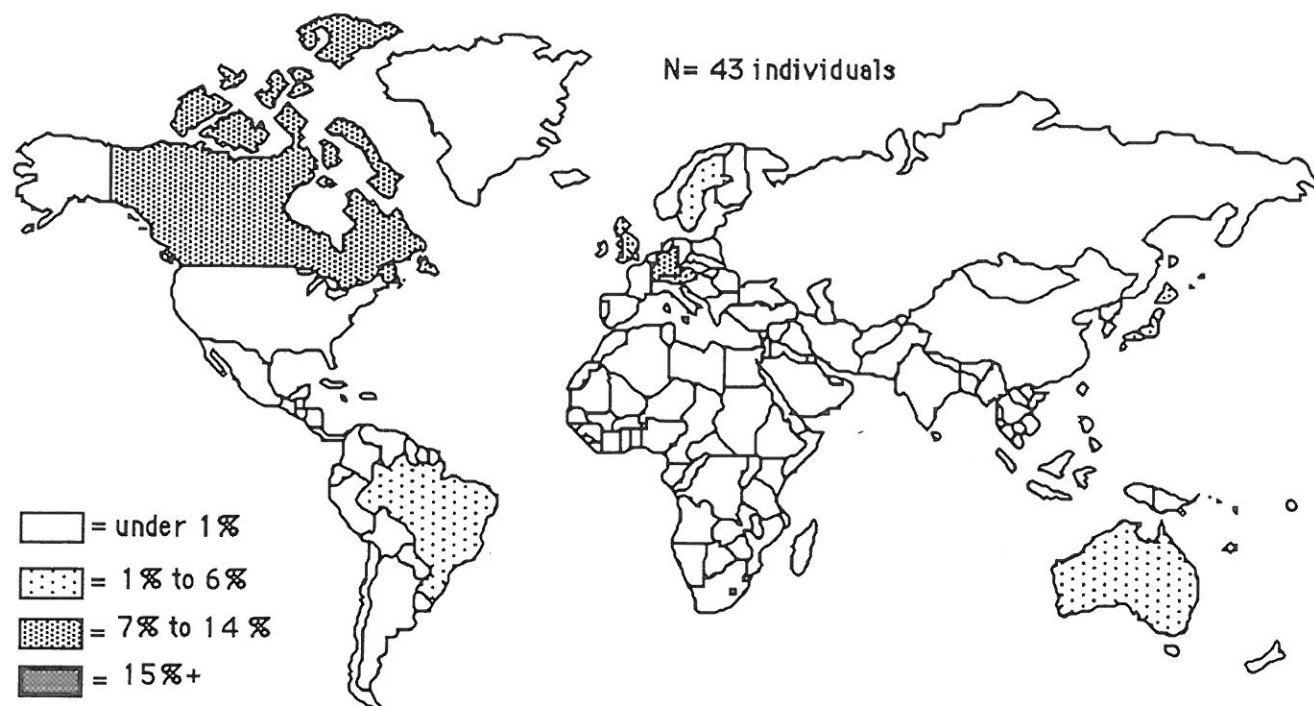 N= 43 individuals
= under 1%
= 1% to 6%
= 7% to 14 %
= 15%+